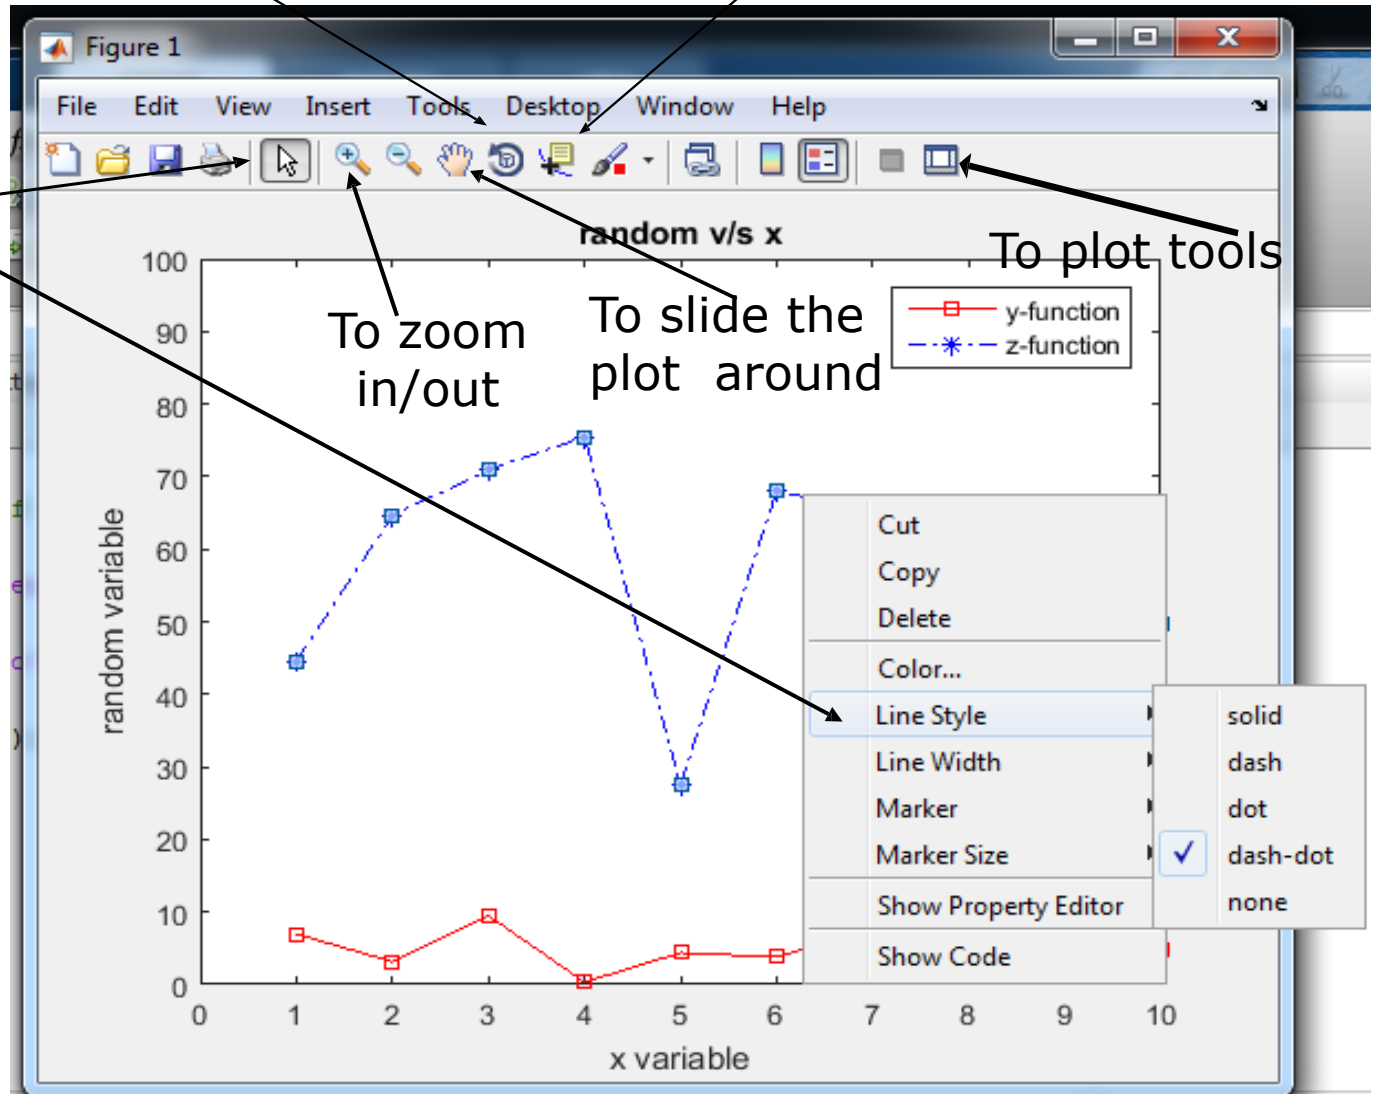 Figure 1
File Edit View Insert Tools Desktop Window Help
random v/s x
To plot tools
100
90
80
70
60
50
40
30
20
10
0
random variable
To zoom
in/out
To slide the
plot around
y-function
z-function
Cut
Copy
Delete
Color...
Line Style
Line Width
Marker
Marker Size
Show Property Editor
Show Code
solid
dash
dot
dash-dot
none
0 1 2 3 4 5 6 7 8 9 10
x variable